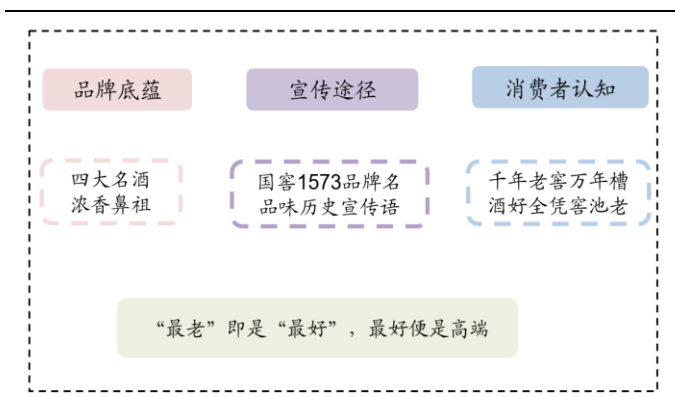 品牌底蕴
宣传途径
消费者认知
四大名酒
浓香鼻祖
国窖1573品牌名
品味历史宣传语
千年老窖万年槽
酒好全凭窖池老
“最老”即是“最好”，最好便是高端